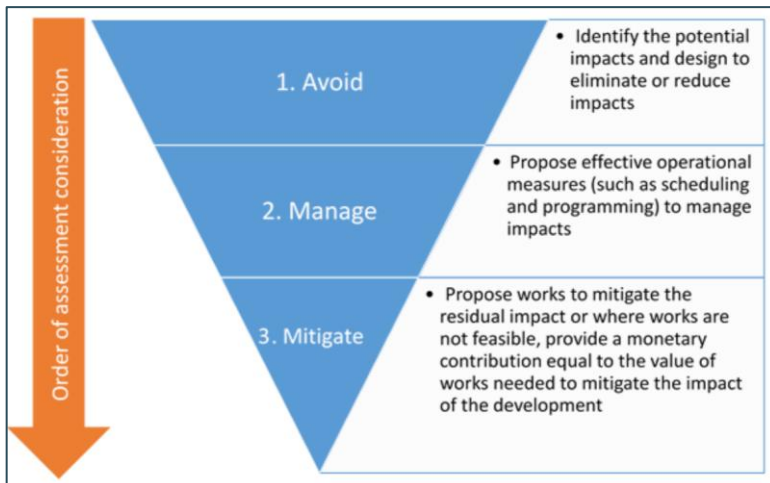 Order of assessment consideration
1. Avoid
• Identify the potential
impacts and design to
eliminate or reduce
impacts
2. Manage
• Propose effective operational
measures (such as scheduling
and programming) to manage
impacts
3. Mitigate
• Propose works to mitigate the
residual impact or where works are
not feasible, provide a monetary
contribution equal to the value of
works needed to mitigate the impact
of the development